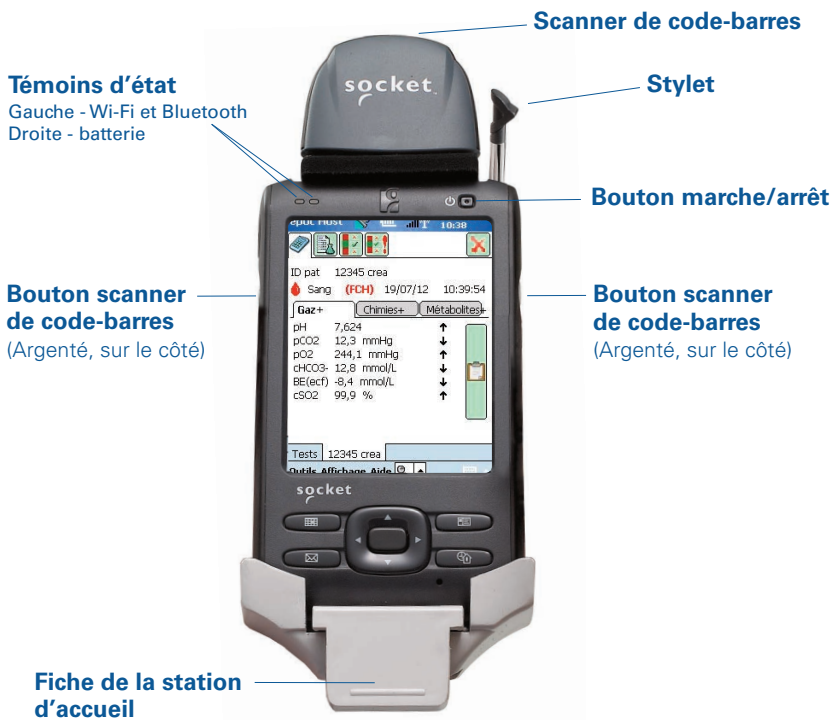 Scanner de code-barres
socket
Témoins d'état
Gauche - Wi-Fi et Bluetooth
Droite - batterie
Stylet
Bouton marche/arrêt
epoc Host 10:38
ID pat 12345 crea
Sang (FCH) 19/07/12 10:39:54
Gaz+ Chimies+ Métabolites+
pH 7,624 ↑
pCO2 12,3 mmHg ↓
pO2 244,1 mmHg ↑
cHCO3- 12,8 mmol/L ↓
BE(ecf) -8,4 mmol/L ↓
cSO2 99,9 % ↑
Bouton scanner
de code-barres
(Argenté, sur le côté)
Bouton scanner
de code-barres
(Argenté, sur le côté)
Tests 12345 crea
Outils Affichage Aide
socket
Fiche de la station
d'accueil